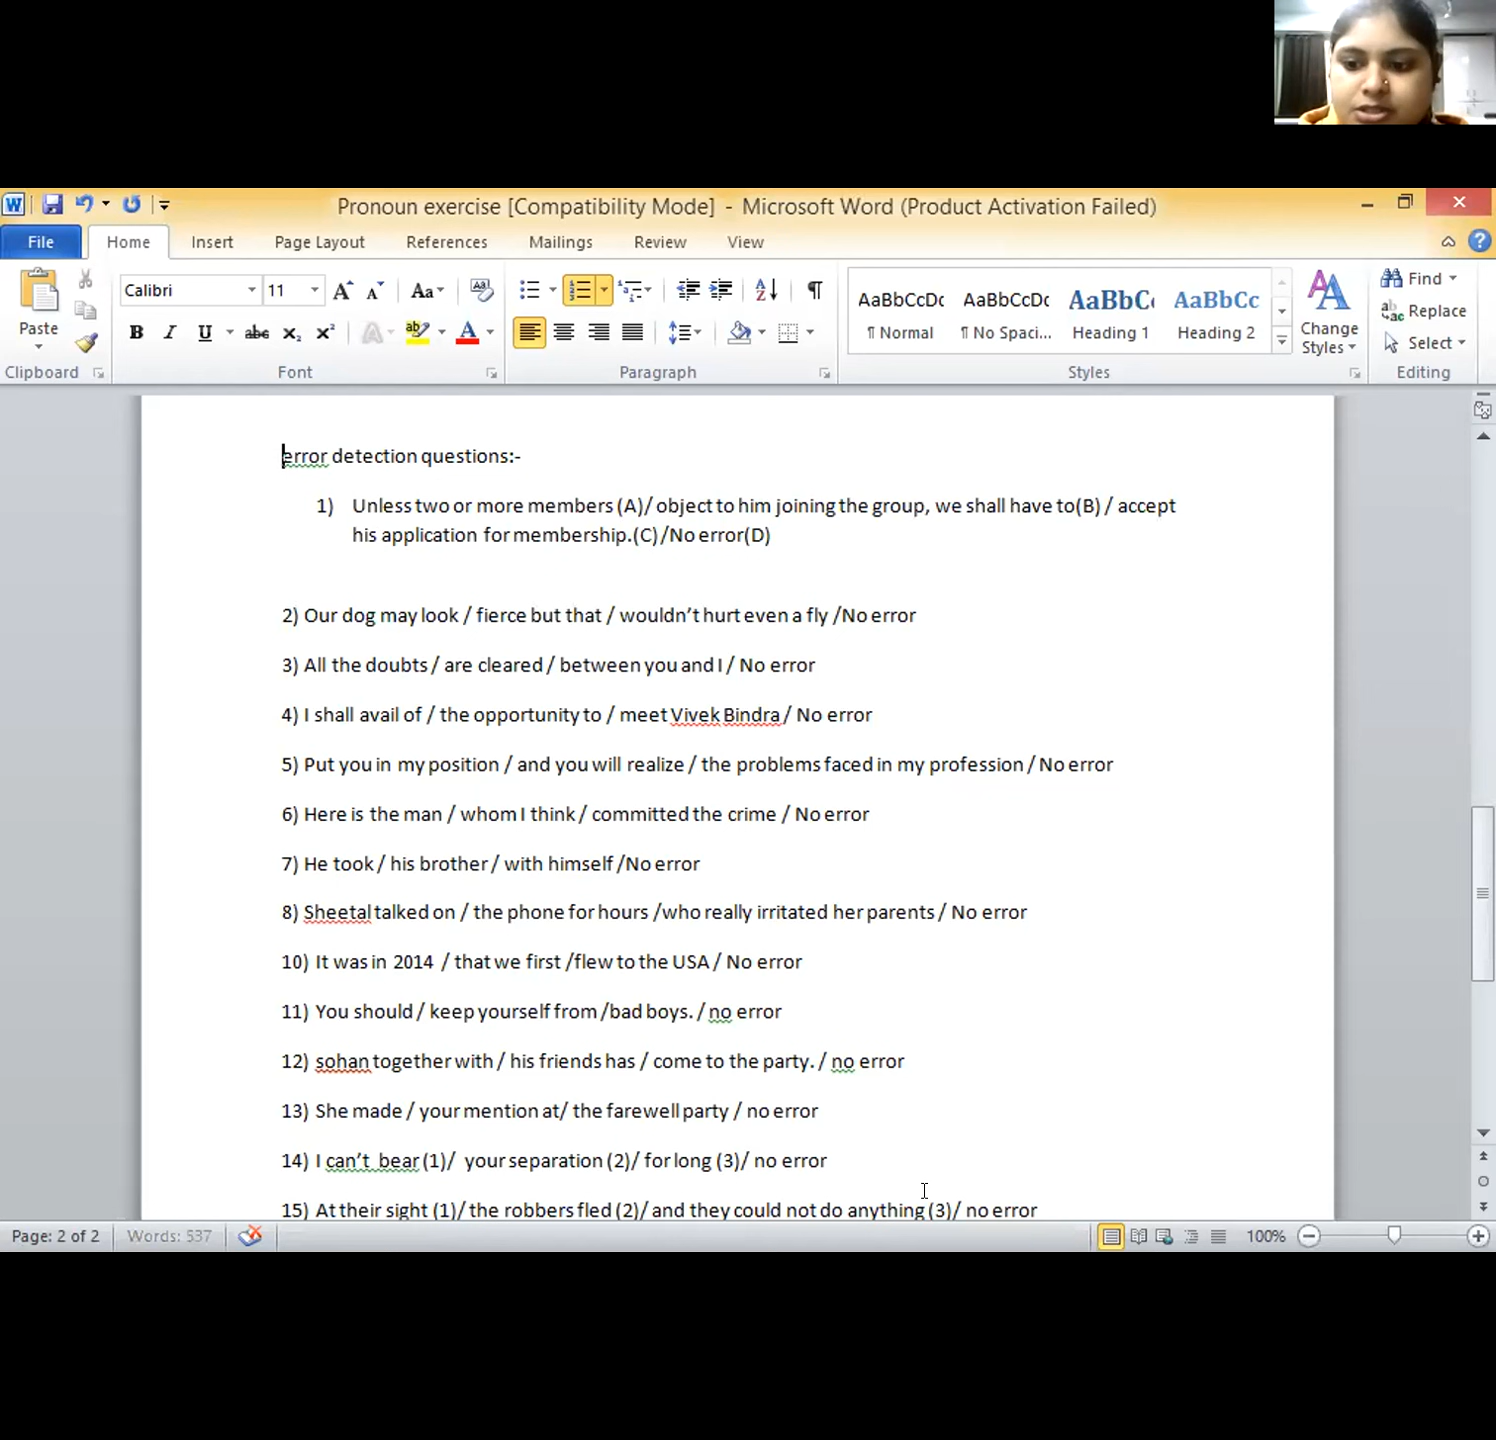 Pronoun exercise [Compatibility Mode] - Microsoft Word (Product Activation Failed)
File Home Insert Page Layout References Mailings Review View
Calibri 11 Aa
Paste
B I U abc x₂ x² A ab A
AaBbCcDc AaBbCcDc AaBbC AaBbCc
¶ Normal ¶ No Spaci... Heading 1 Heading 2
Change Styles
Find
Replace
Select
Clipboard Font Paragraph Styles Editing
error detection questions:-
1) Unless two or more members (A)/ object to him joining the group, we shall have to(B) / accept
his application for membership.(C)/No error(D)
2) Our dog may look / fierce but that / wouldn’t hurt even a fly /No error
3) All the doubts / are cleared / between you and I / No error
4) I shall avail of / the opportunity to / meet Vivek Bindra / No error
5) Put you in my position / and you will realize / the problems faced in my profession / No error
6) Here is the man / whom I think / committed the crime / No error
7) He took / his brother / with himself /No error
8) Sheetal talked on / the phone for hours /who really irritated her parents / No error
10) It was in 2014 / that we first /flew to the USA / No error
11) You should / keep yourself from /bad boys. / no error
12) sohan together with / his friends has / come to the party. / no error
13) She made / your mention at/ the farewell party / no error
14) I can’t bear (1)/ your separation (2)/ for long (3)/ no error
15) At their sight (1)/ the robbers fled (2)/ and they could not do anything (3)/ no error
Page: 2 of 2 Words: 537 100%